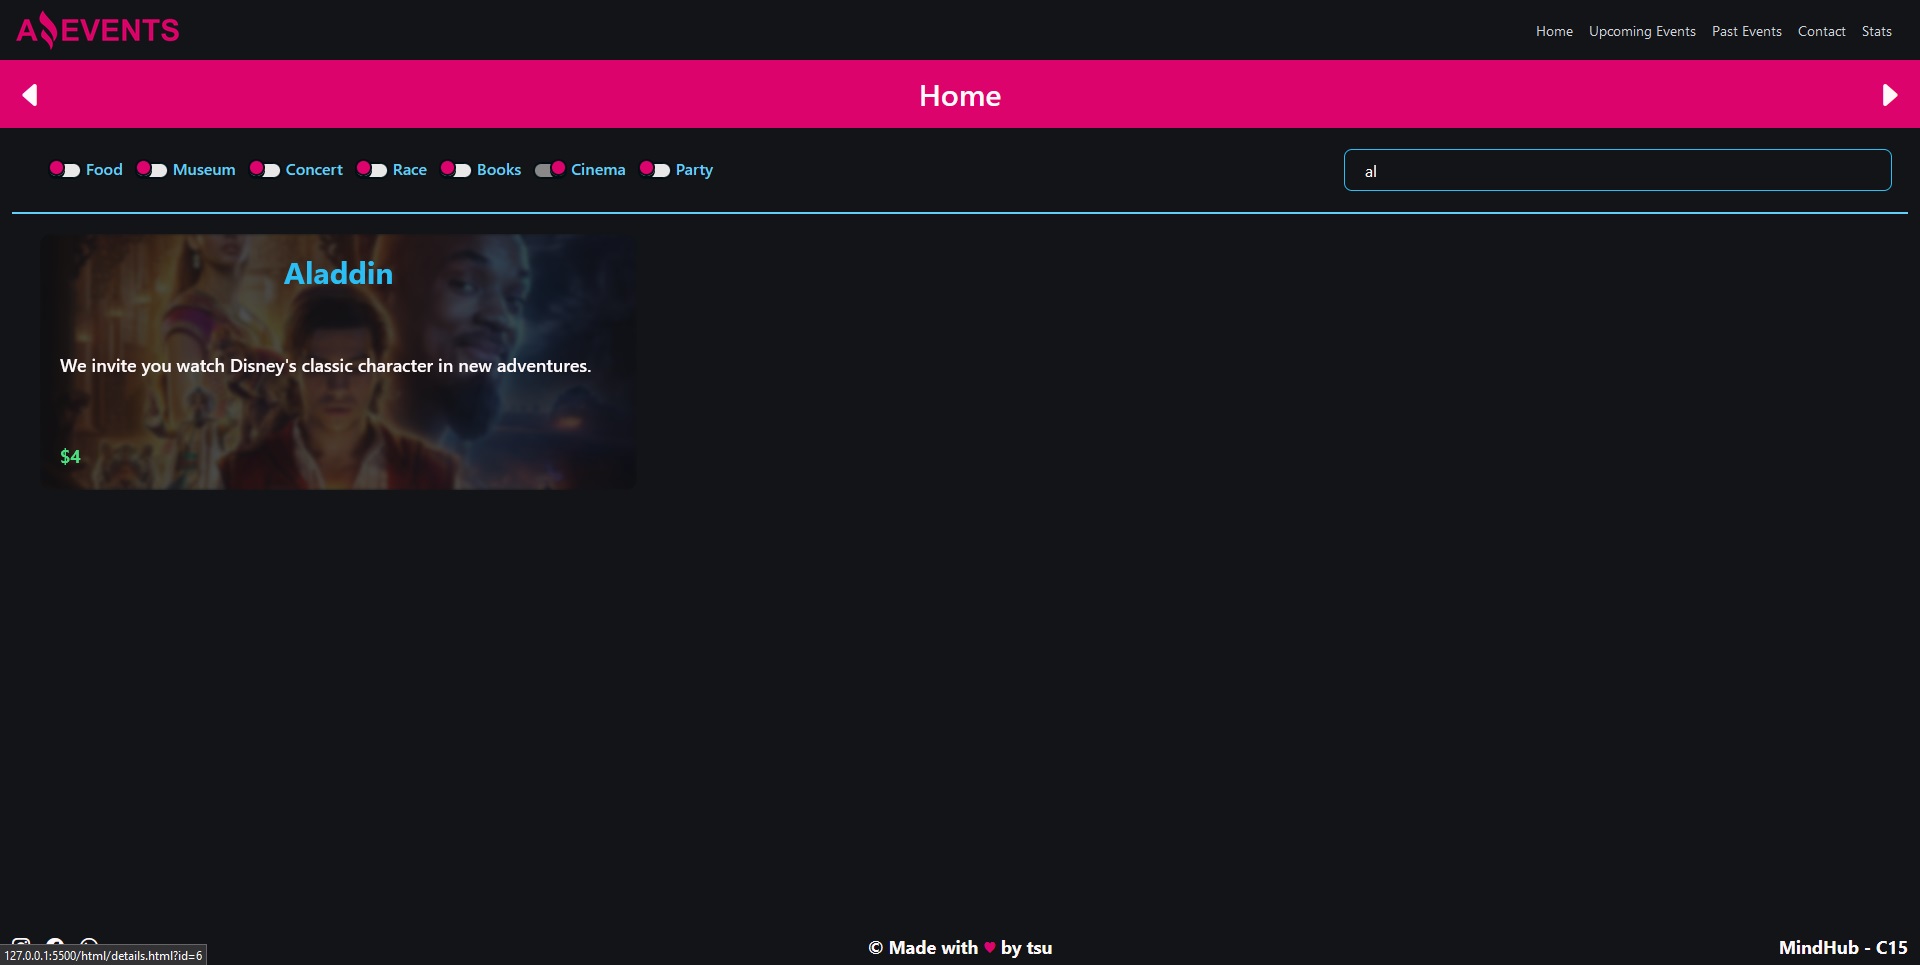 A EVENTS
Home Upcoming Events Past Events Contact Stats
Home
Food Museum Concert Race Books Cinema Party
al
Aladdin
We invite you watch Disney's classic character in new adventures.
$4
© Made with ♥ by tsu
MindHub - C15
127.0.0.1:5500/html/details.html?id=6